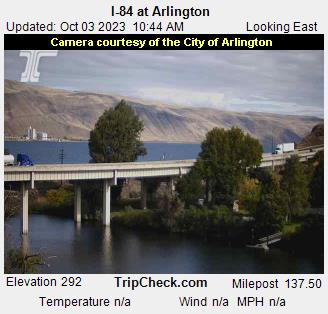 I-84 at Arlington
Updated: Oct 03 2023 10:44 AM Looking East
Camera courtesy of the City of Arlington
Elevation 292 TripCheck.com Milepost 137.50
Temperature n/a Wind n/a MPH n/a